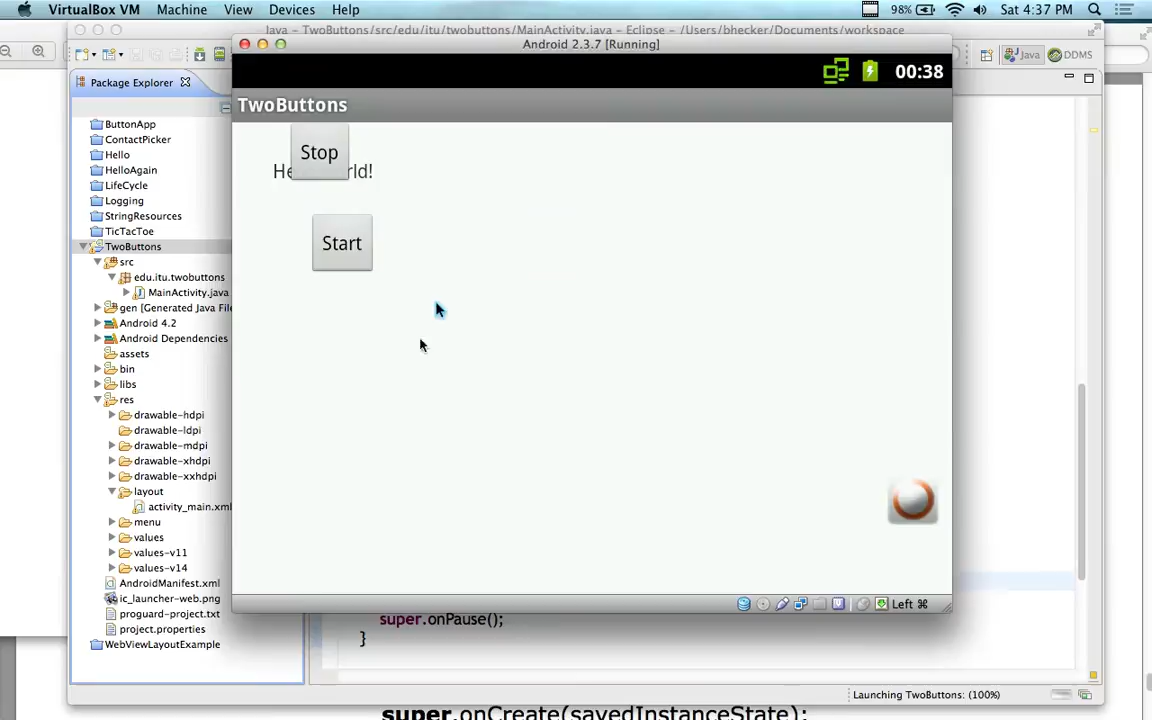 VirtualBox VM Machine View Devices Help 98% Sat 4:37 PM
Java - TwoButtons/src/edu/itu/twobuttons/MainActivity.java - Eclipse - /Users/bhecker/Documents/workspace
Android 2.3.7 [Running]
Java DDMS
Package Explorer
00:38
TwoButtons
Stop
He rld!
Start
ButtonApp
ContactPicker
Hello
HelloAgain
LifeCycle
Logging
StringResources
TicTacToe
TwoButtons
src
edu.itu.twobuttons
MainActivity.java
gen [Generated Java File
Android 4.2
Android Dependencies
assets
bin
libs
res
drawable-hdpi
drawable-ldpi
drawable-mdpi
drawable-xhdpi
drawable-xxhdpi
layout
activity_main.xml
menu
values
values-v11
values-v14
AndroidManifest.xml
ic_launcher-web.png
proguard-project.txt
project.properties
WebViewLayoutExample
Left ⌘
super.onPause();
}
Launching TwoButtons: (100%)
super.onCreate(savedInstanceState);